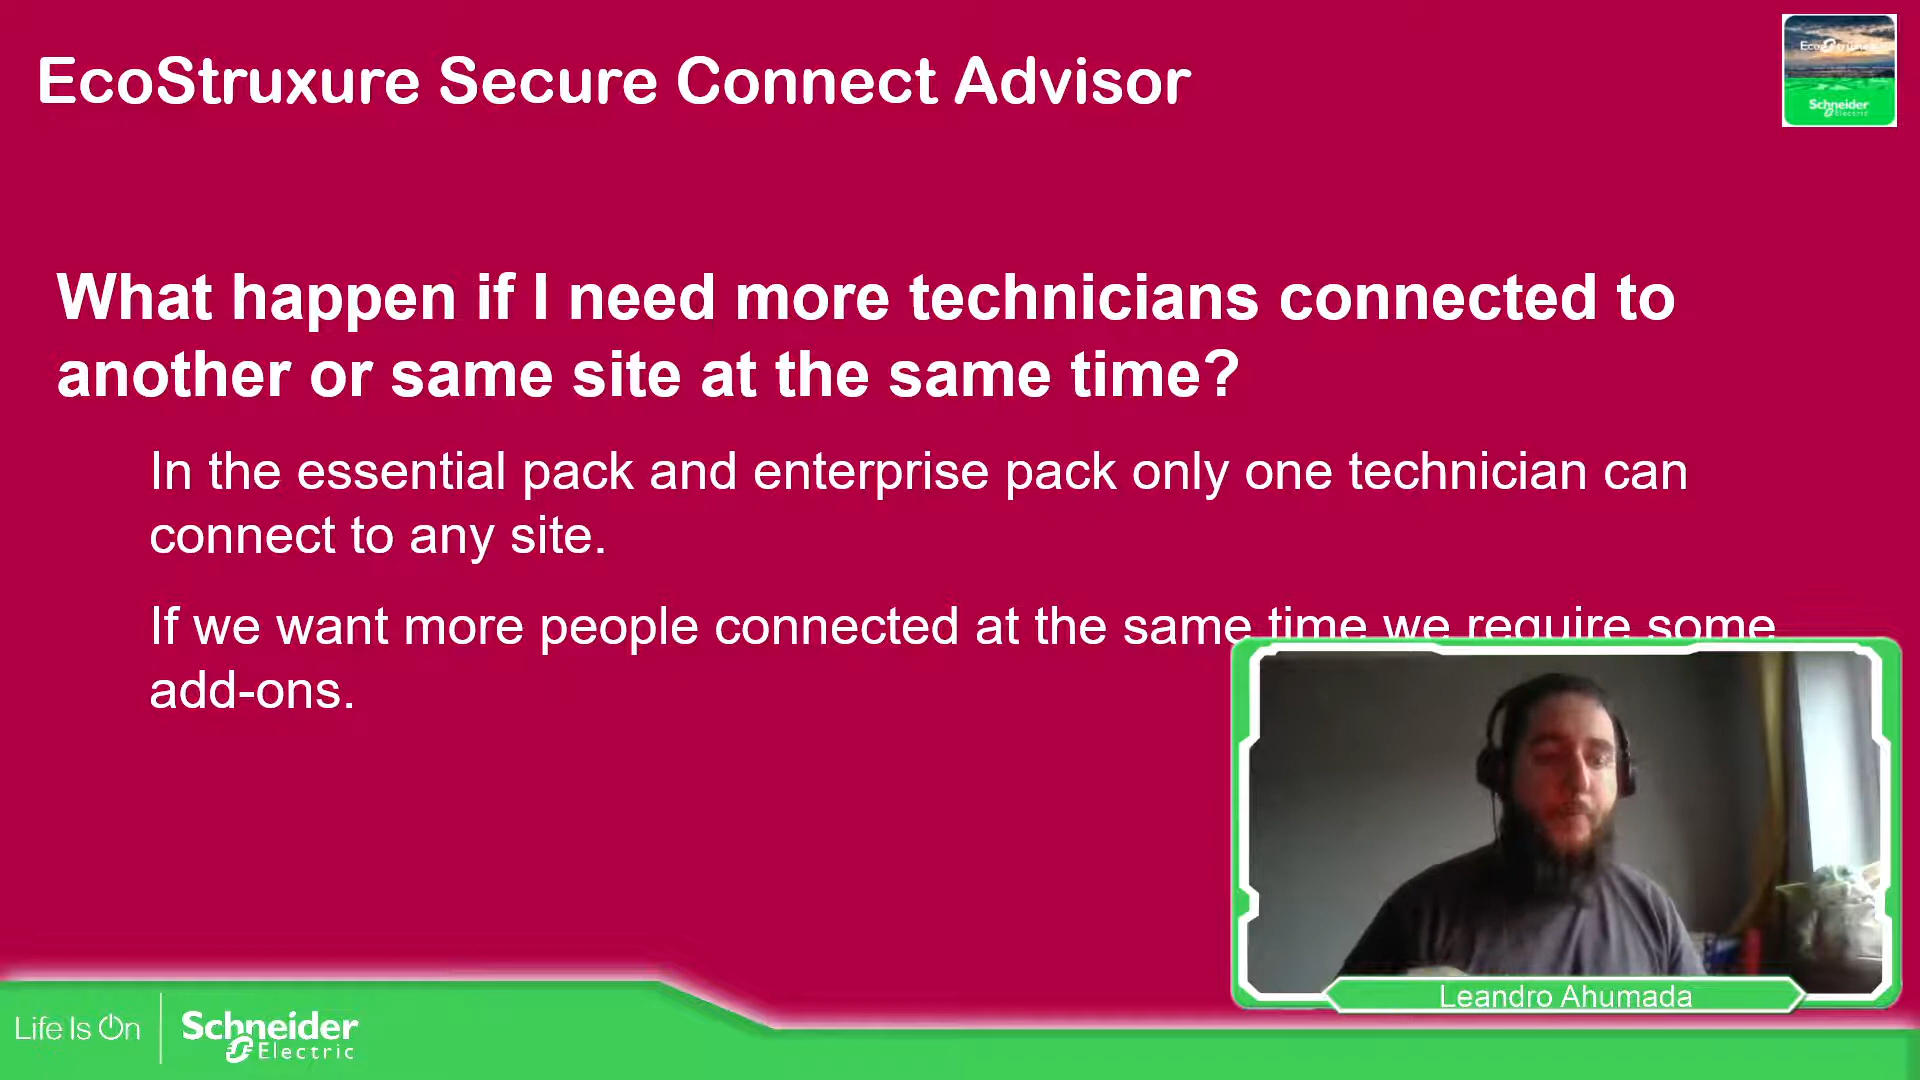 EcoStruxure Secure Connect Advisor
EcoStruxure
Schneider
Electric
What happen if I need more technicians connected to
another or same site at the same time?
In the essential pack and enterprise pack only one technician can
connect to any site.
If we want more people connected at the same time we require some
add-ons.
Leandro Ahumada
Life Is On
Schneider
Electric